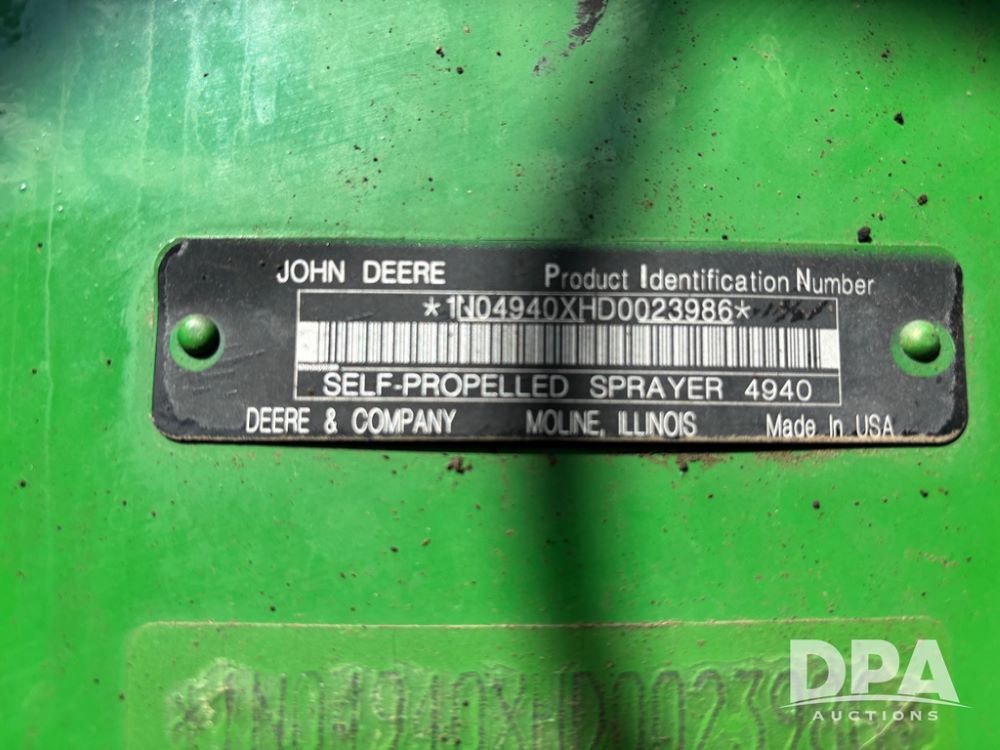 JOHN DEERE Product Identification Number
*1N04940XHD0023986*
SELF-PROPELLED SPRAYER 4940
DEERE & COMPANY MOLINE, ILLINOIS Made In USA
*1N04940XHD0023986*
DPA
AUCTIONS